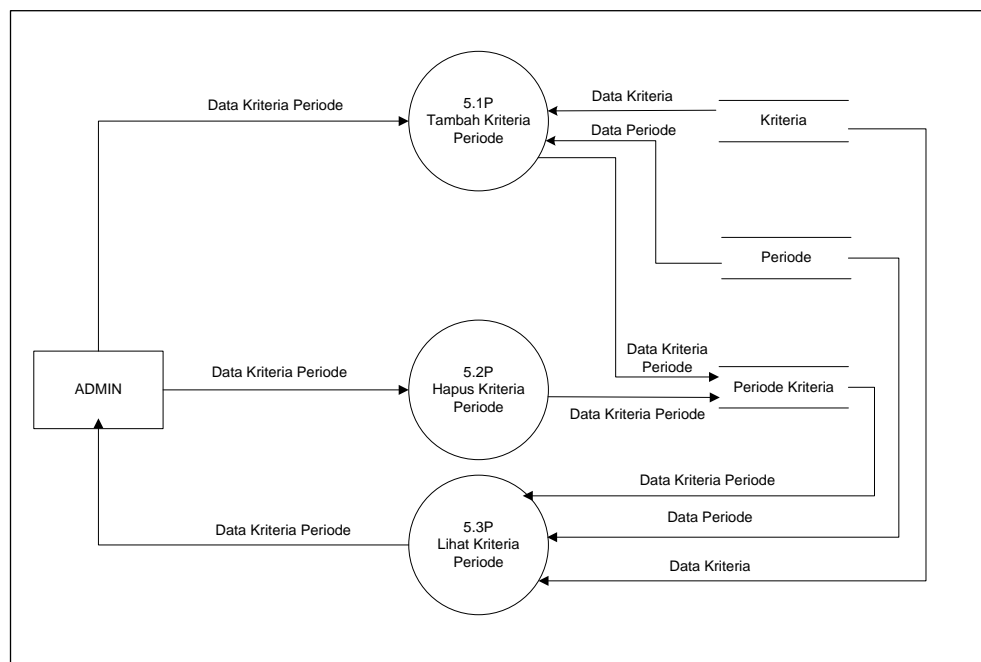 Data Kriteria Periode
5.1P
Tambah Kriteria
Periode
Data Kriteria
Kriteria
Data Periode
Periode
ADMIN
Data Kriteria Periode
5.2P
Hapus Kriteria
Periode
Data Kriteria
Periode
Periode Kriteria
Data Kriteria Periode
Data Kriteria Periode
5.3P
Lihat Kriteria
Periode
Data Kriteria Periode
Data Periode
Data Kriteria